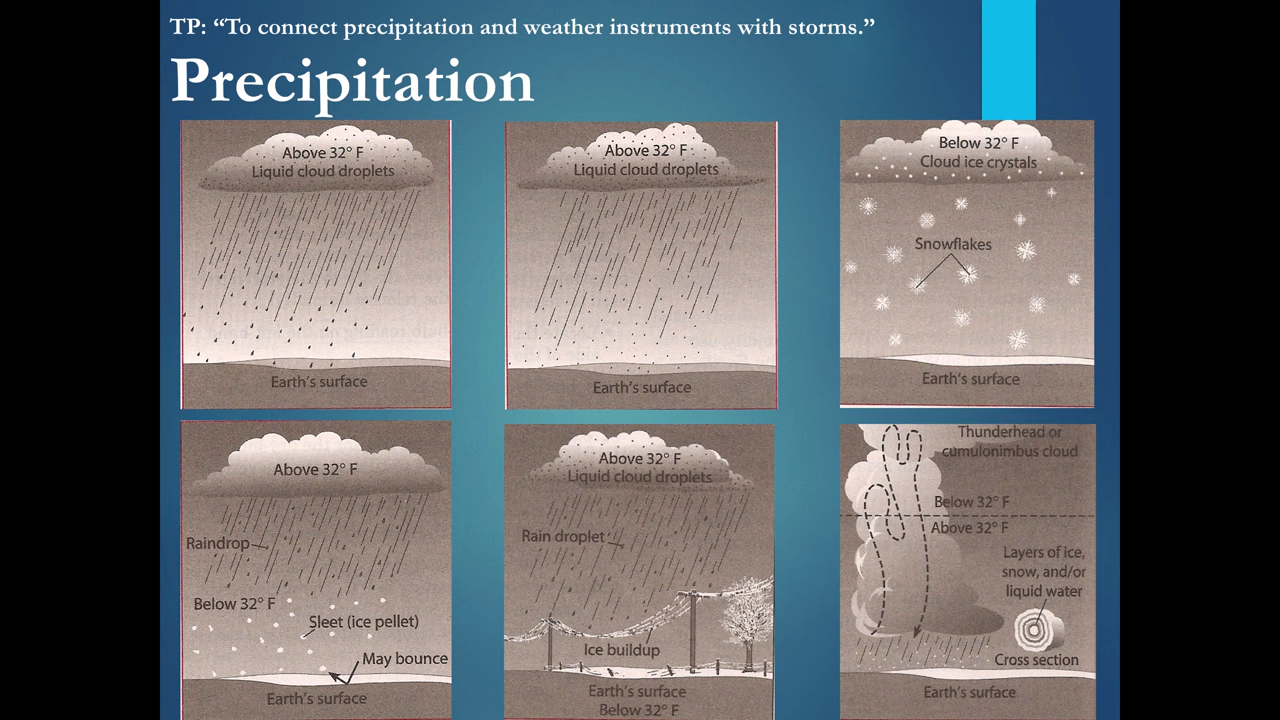 TP: “To connect precipitation and weather instruments with storms.”
Precipitation
Above 32° F
Liquid cloud droplets
Earth's surface
Above 32° F
Liquid cloud droplets
Earth's surface
Below 32° F
Cloud ice crystals
Snowflakes
Earth's surface
Above 32° F
Raindrop
Below 32° F
Sleet (ice pellet)
May bounce
Earth's surface
Above 32° F
Liquid cloud droplets
Rain droplet
Ice buildup
Earth's surface
Below 32° F
Thunderhead or
cumulonimbus cloud
Below 32° F
Above 32° F
Layers of ice,
snow, and/or
liquid water
Cross section
Earth's surface